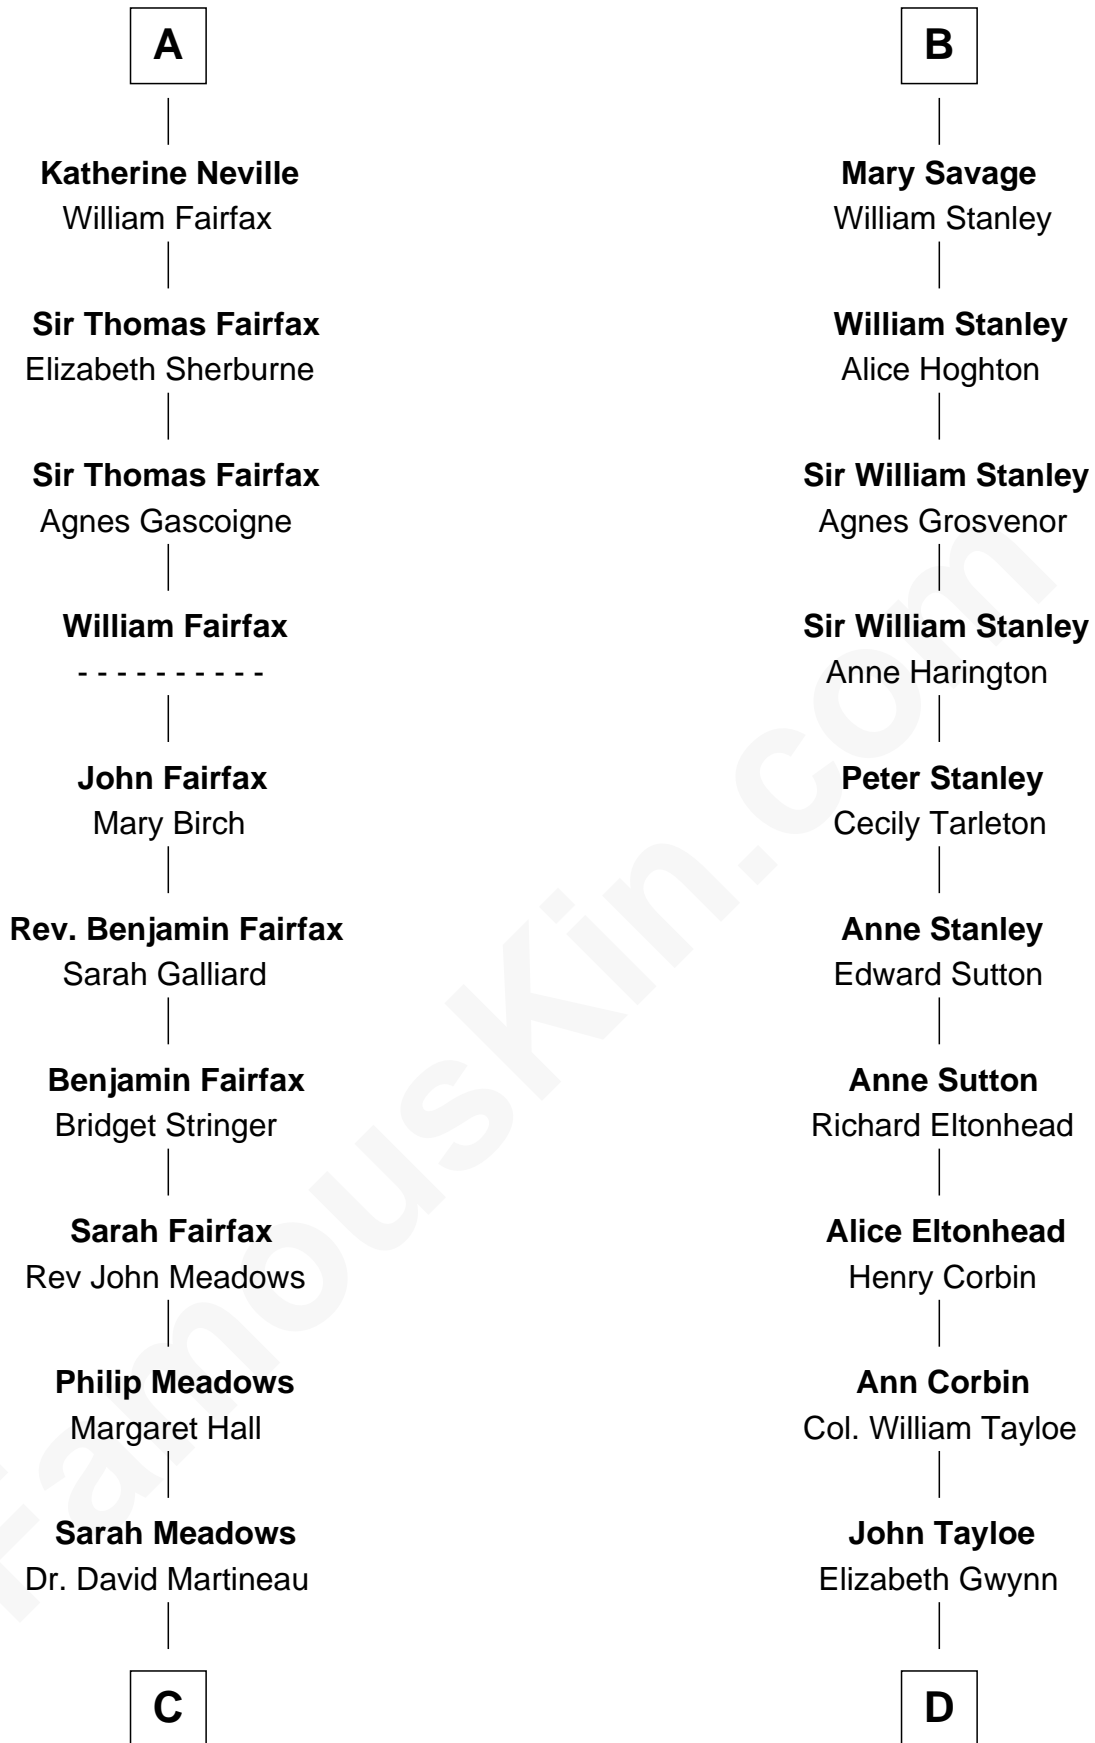 A
Katherine Neville
William Fairfax
Sir Thomas Fairfax
Elizabeth Sherburne
Sir Thomas Fairfax
Agnes Gascoigne
William Fairfax
- - - - - - - - - -
John Fairfax
Mary Birch
Rev. Benjamin Fairfax
Sarah Galliard
Benjamin Fairfax
Bridget Stringer
Sarah Fairfax
Rev John Meadows
Philip Meadows
Margaret Hall
Sarah Meadows
Dr. David Martineau
C
B
Mary Savage
William Stanley
William Stanley
Alice Hoghton
Sir William Stanley
Agnes Grosvenor
Sir William Stanley
Anne Harington
Peter Stanley
Cecily Tarleton
Anne Stanley
Edward Sutton
Anne Sutton
Richard Eltonhead
Alice Eltonhead
Henry Corbin
Ann Corbin
Col. William Tayloe
John Tayloe
Elizabeth Gwynn
D
FamousKin.com